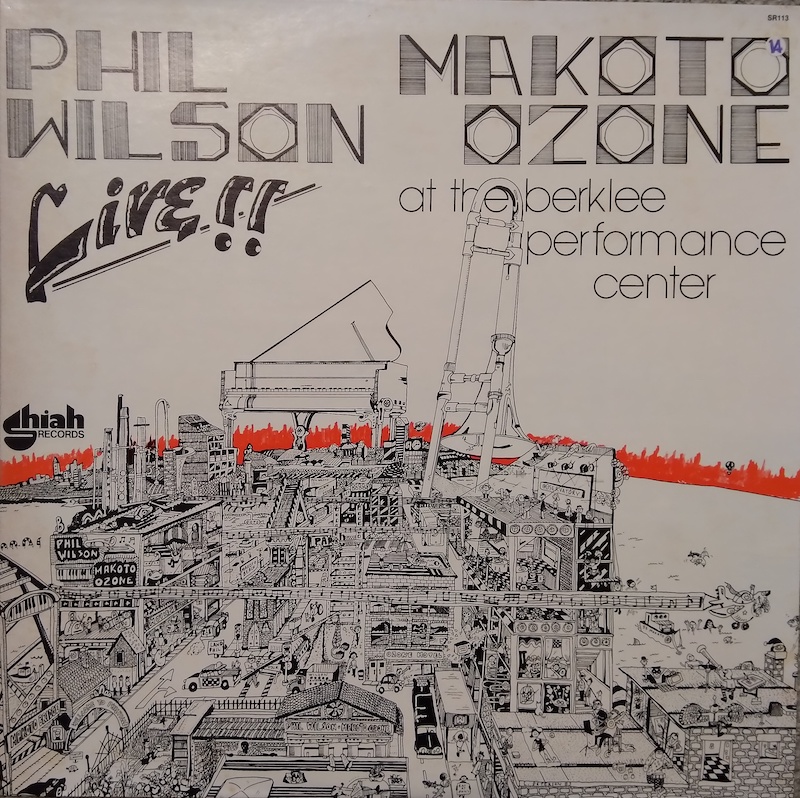 SR113
14
PHIL
WILSON
MAKOTO
OZONE
Live!!
at the berklee
performance
center
Shiah
RECORDS
PHIL
WILSON
MAKOTO
OZONE